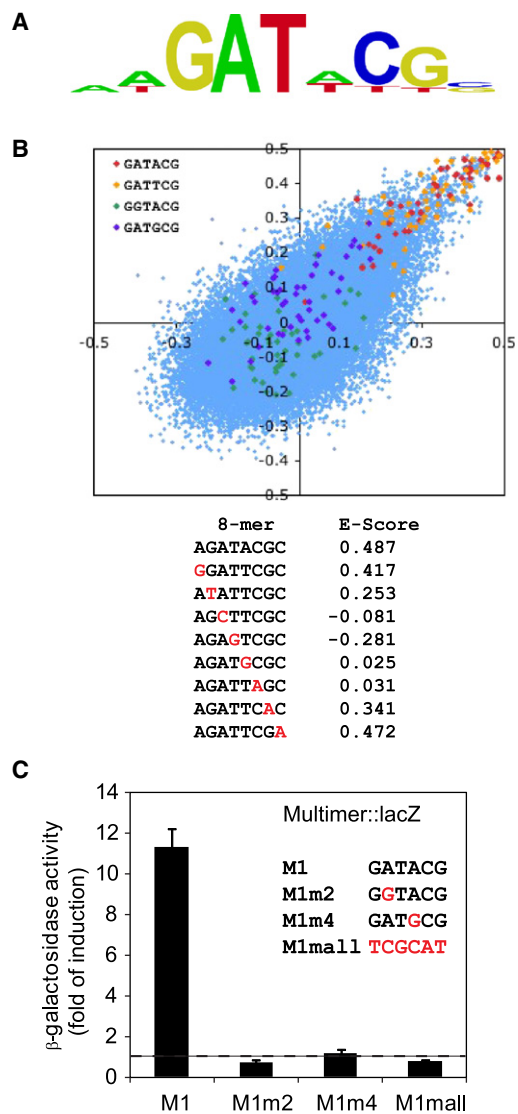 A
AAGATACGC
B
GATACG
GATTCG
GGTACG
GATGCG
0.5
0.4
0.3
0.2
0.1
0
-0.5 -0.3 -0.1 0.1 0.3 0.5
-0.1
-0.2
-0.3
-0.4
0.5
8-mer E-Score
AGATACGC 0.487
GGATTCGC 0.417
ATATTCGC 0.253
AGCTTCGC -0.081
AGAGTCGC -0.281
AGATGCGC 0.025
AGATTAGC 0.031
AGATTCAC 0.341
AGATTCGA 0.472
C
β-galactosidase activity
(fold of induction)
14
12
10
8
6
4
2
0
Multimer::lacZ
M1 GATACG
M1m2 GGTACG
M1m4 GATGCG
M1mall TCGCAT
M1 M1m2 M1m4 M1mall